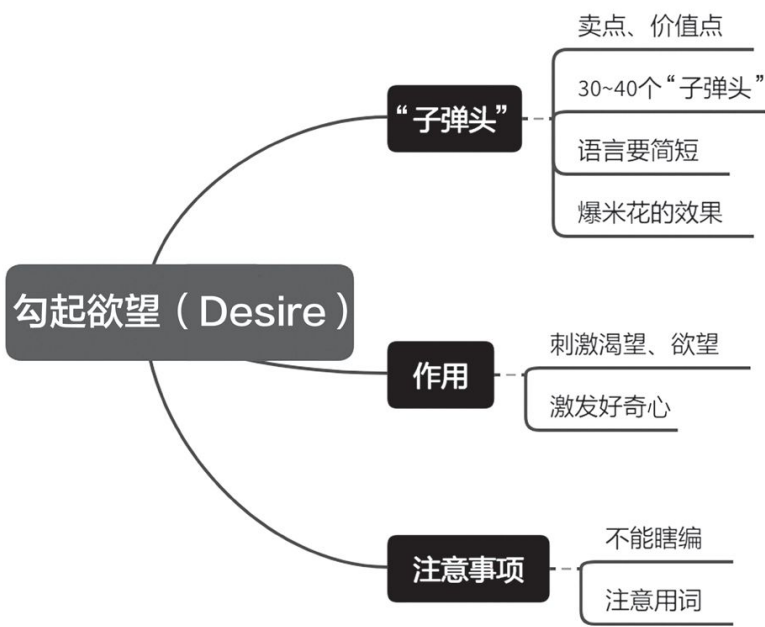 勾起欲望（Desire）
“子弹头”
卖点、价值点
30~40个“子弹头”
语言要简短
爆米花的效果
作用
刺激渴望、欲望
激发好奇心
注意事项
不能瞎编
注意用词